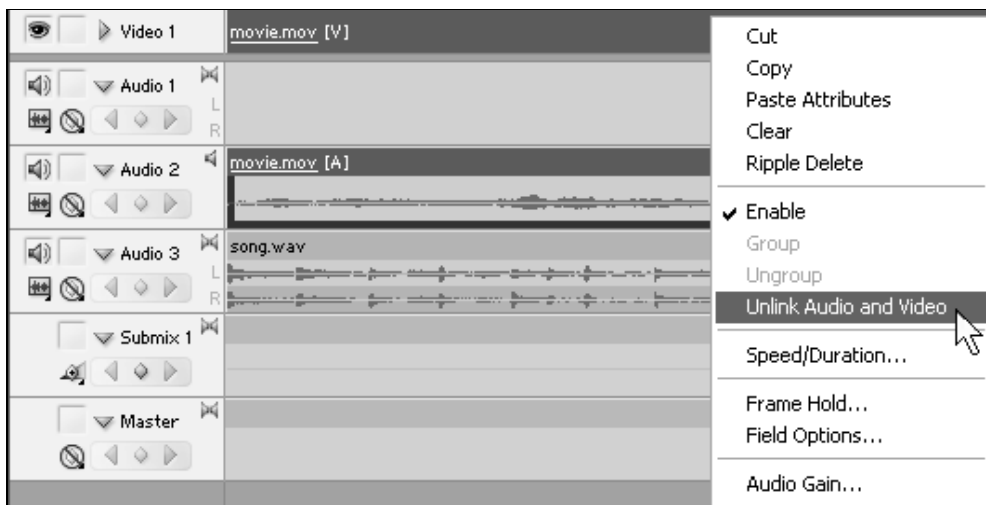 Video 1
movie.mov [V]
Audio 1
L
R
Audio 2
movie.mov [A]
Audio 3
song.wav
L
R
Submix 1
Master
Cut
Copy
Paste Attributes
Clear
Ripple Delete
Enable
Group
Ungroup
Unlink Audio and Video
Speed/Duration...
Frame Hold...
Field Options...
Audio Gain...